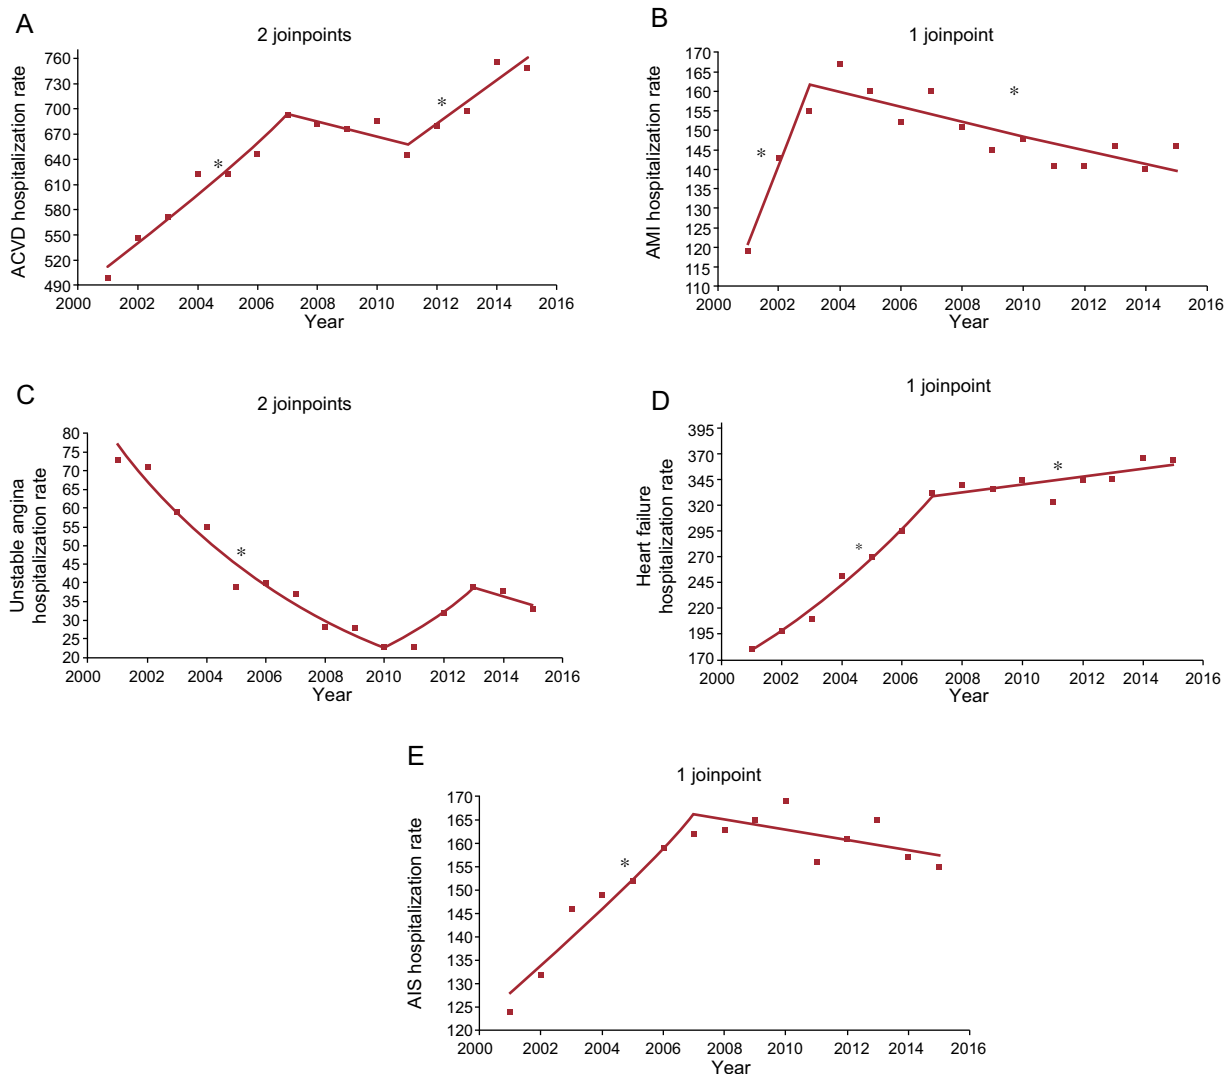 A
2 joinpoints
ACVD hospitalization rate
760
730
700
670
640
610
580
550
520
490
*
*
2000 2002 2004 2006 2008 2010 2012 2014 2016
Year
B
1 joinpoint
AMI hospitalization rate
170
165
160
155
150
145
140
135
130
125
120
115
110
*
*
2000 2002 2004 2006 2008 2010 2012 2014 2016
Year
C
2 joinpoints
Unstable angina
hospitalization rate
80
75
70
65
60
55
50
45
40
35
30
25
20
*
2000 2002 2004 2006 2008 2010 2012 2014 2016
Year
D
1 joinpoint
Heart failure
hospitalization rate
395
370
345
320
295
270
245
220
195
170
*
*
2000 2002 2004 2006 2008 2010 2012 2014 2016
Year
E
1 joinpoint
AIS hospitalization rate
170
165
160
155
150
145
140
135
130
125
120
*
2000 2002 2004 2006 2008 2010 2012 2014 2016
Year